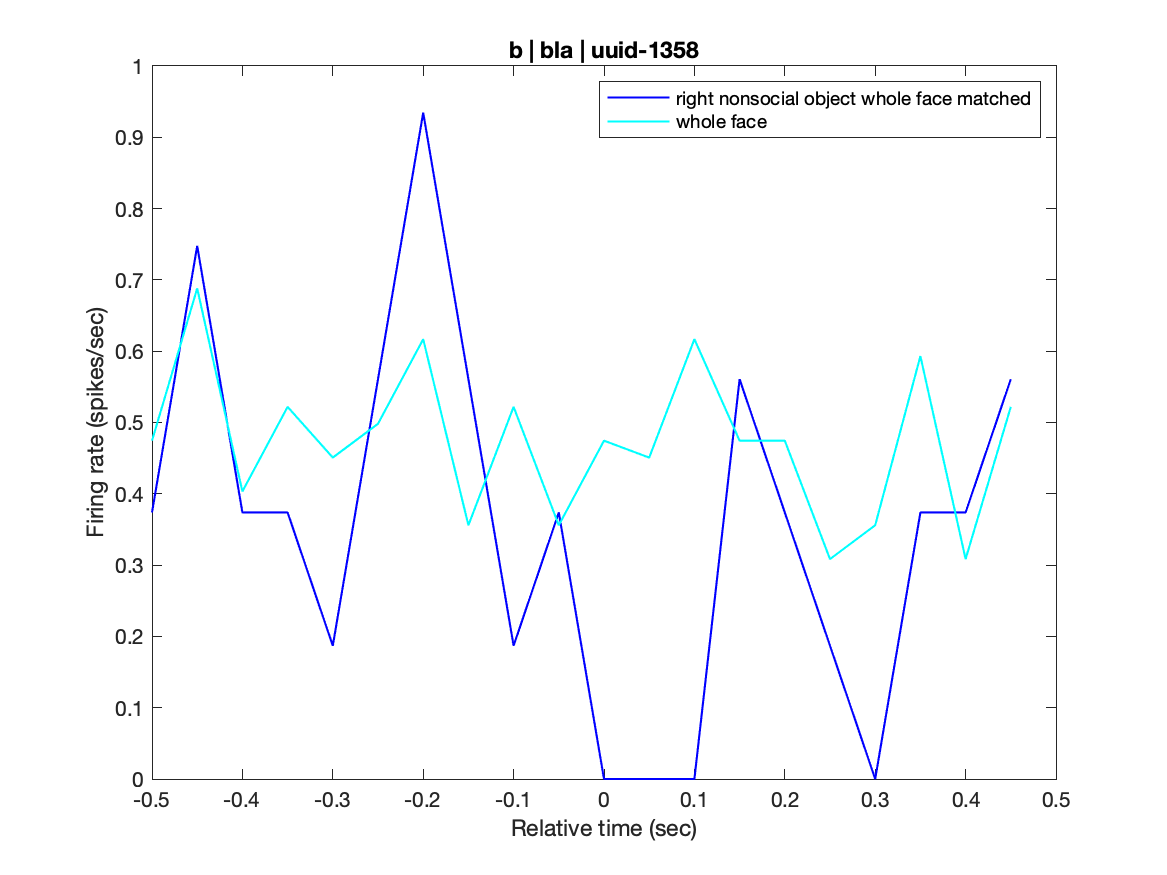 b | bla | uuid-1358
right nonsocial object whole face matched
whole face
Firing rate (spikes/sec)
1
0.9
0.8
0.7
0.6
0.5
0.4
0.3
0.2
0.1
0
-0.5 -0.4 -0.3 -0.2 -0.1 0 0.1 0.2 0.3 0.4 0.5
Relative time (sec)